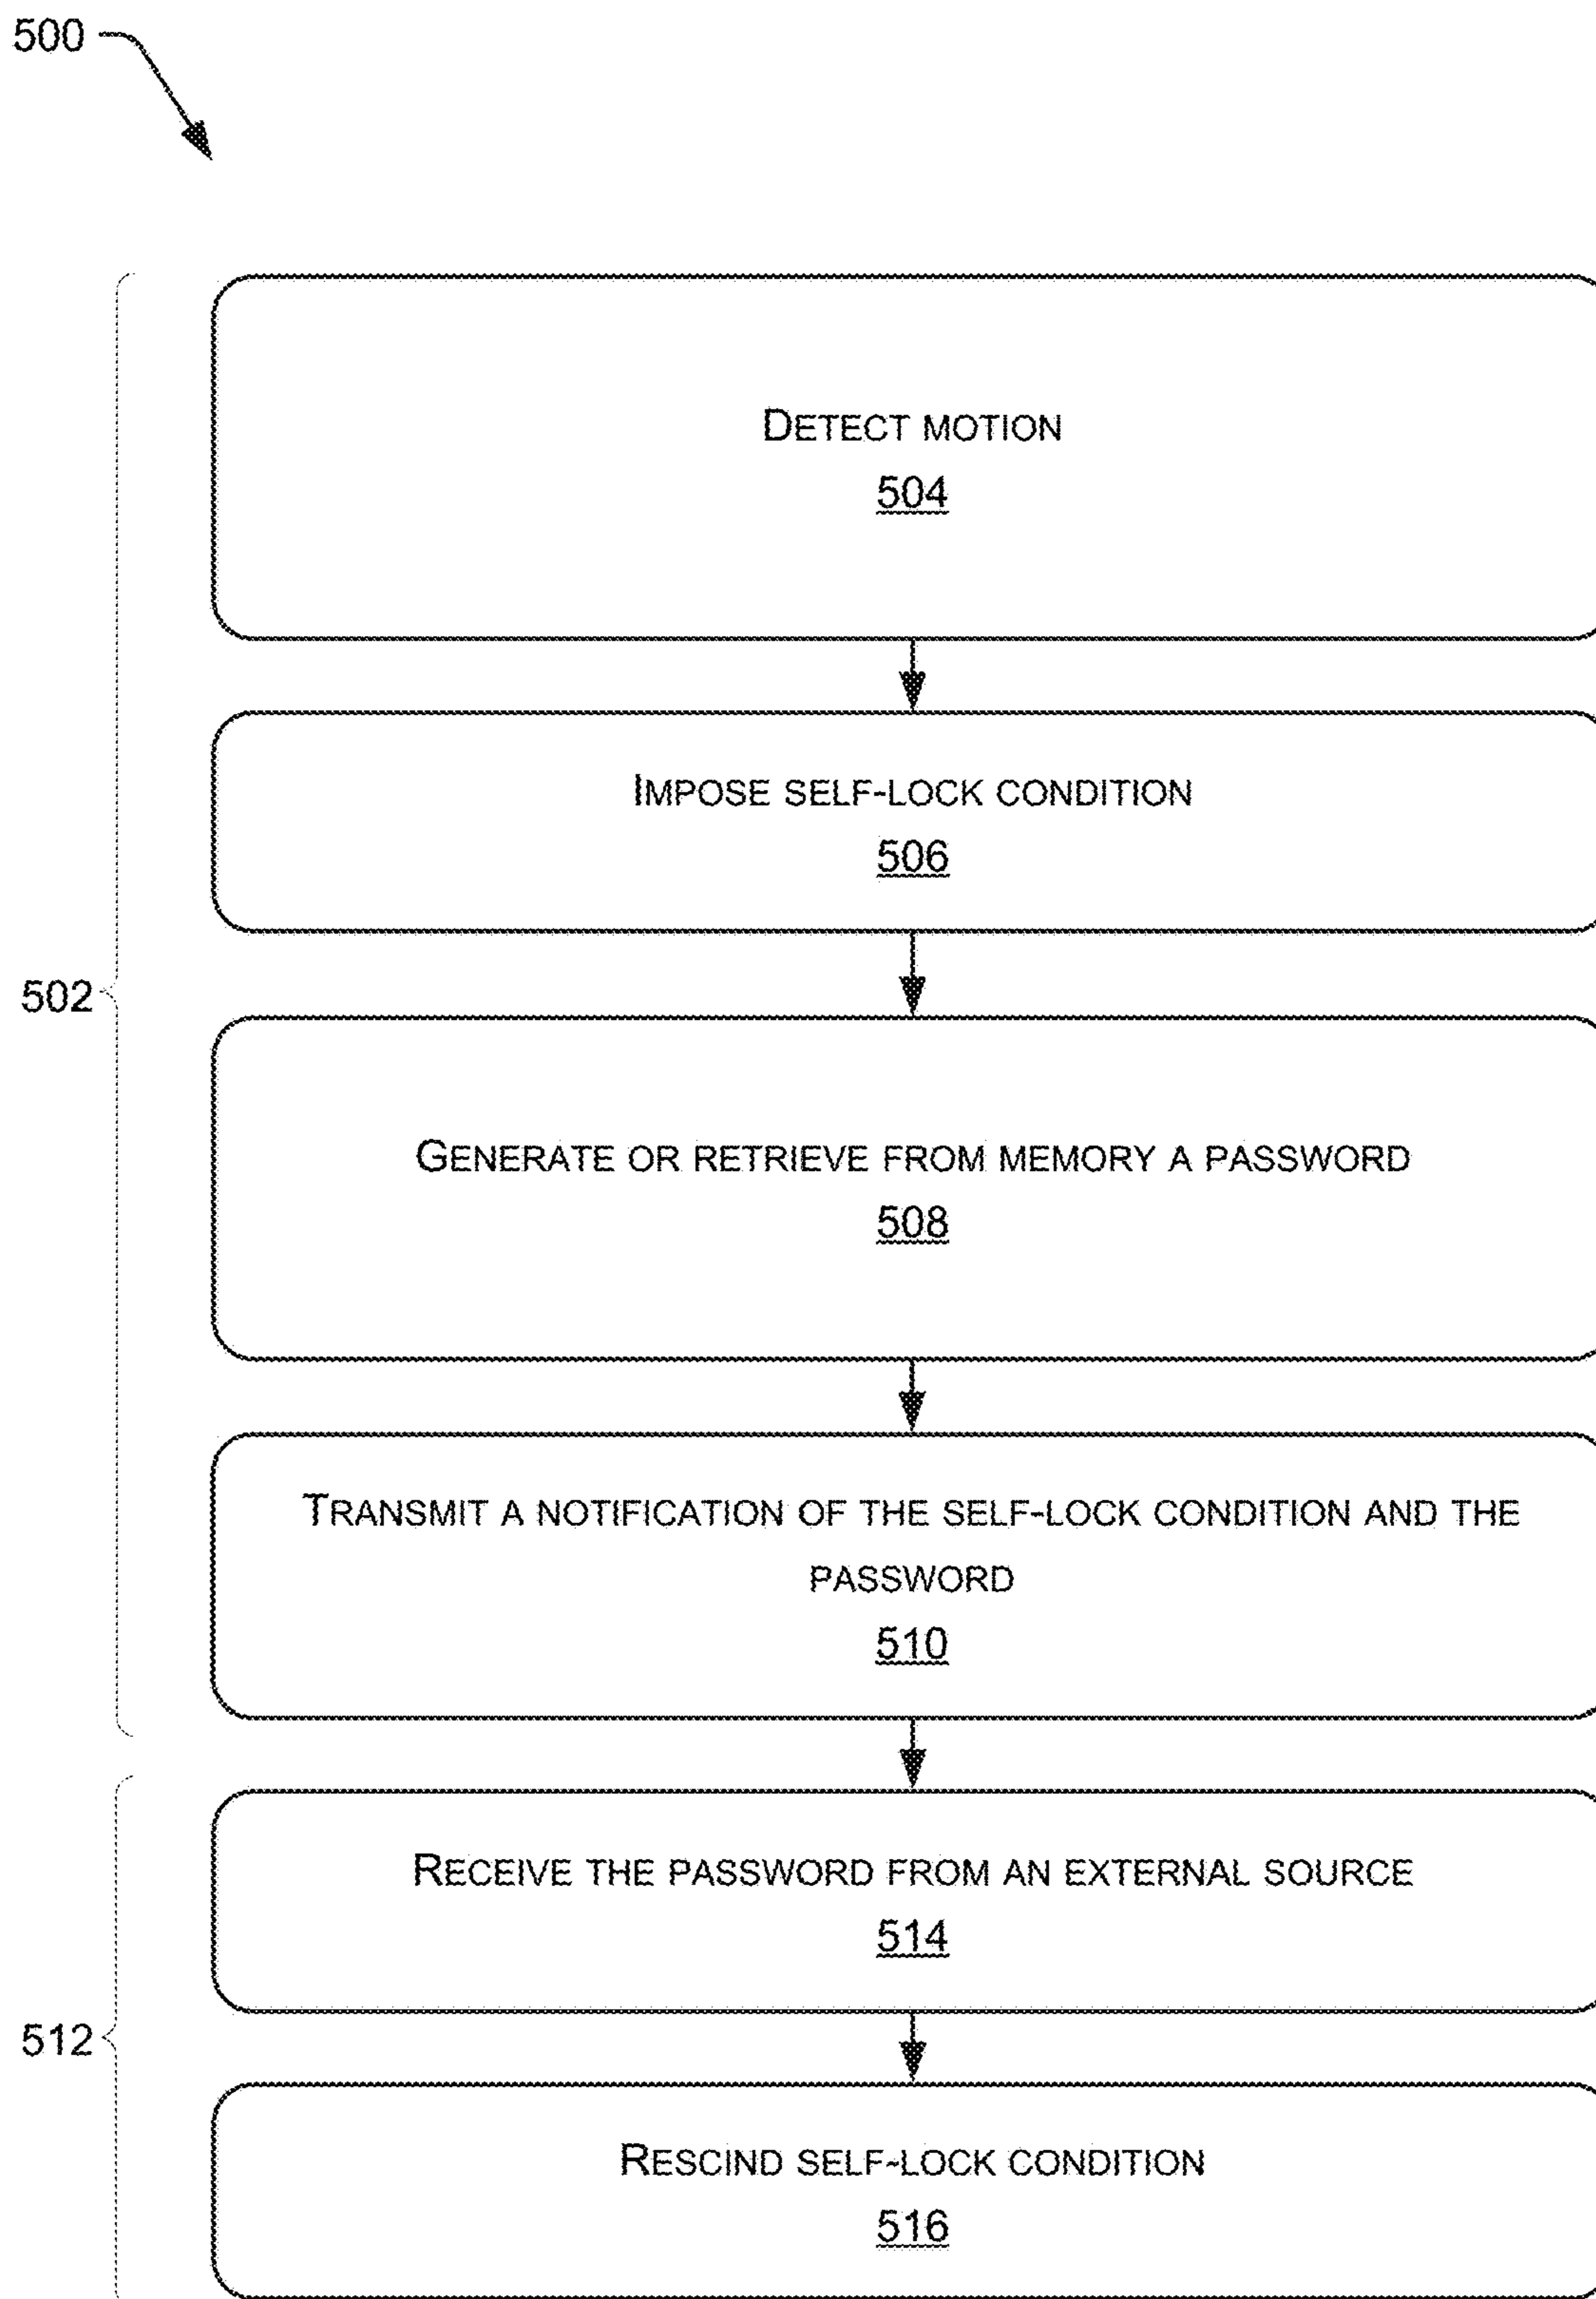 500
DETECT MOTION
504
IMPOSE SELF-LOCK CONDITION
506
502
GENERATE OR RETRIEVE FROM MEMORY A PASSWORD
508
TRANSMIT A NOTIFICATION OF THE SELF-LOCK CONDITION AND THE
PASSWORD
510
RECEIVE THE PASSWORD FROM AN EXTERNAL SOURCE
514
512
RESCIND SELF-LOCK CONDITION
516